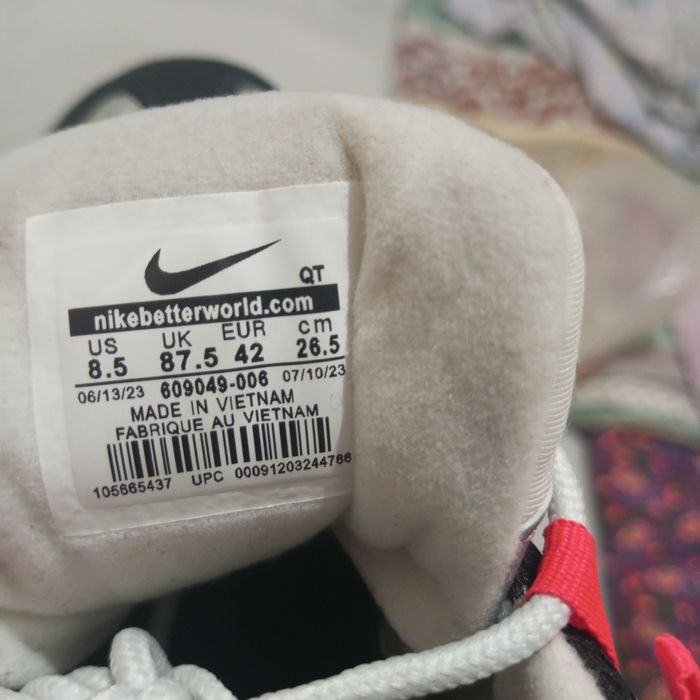 QT
nikebetterworld.com
US UK EUR cm
8.5 87.5 42 26.5
06/13/23 609049-006 07/10/23
MADE IN VIETNAM
FABRIQUE AU VIETNAM
105665437 UPC 00091203244766